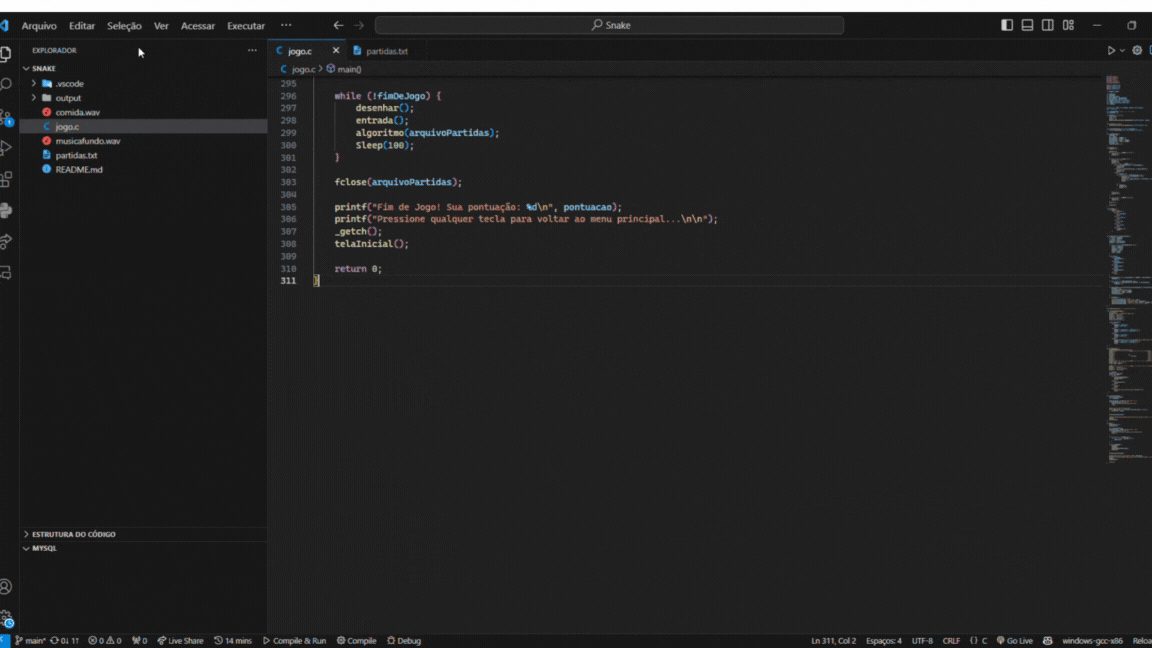 Arquivo Editar Seleção Ver Acessar Executar ··· Snake
EXPLORADOR ···
SNAKE
.vscode
output
comida.wav
jogo.c
musicafundo.wav
partidas.txt
README.md
ESTRUTURA DO CÓDIGO
MYSQL
jogo.c partidas.txt
jogo.c > main()
295
296 while (!fimDeJogo) {
297 desenhar();
298 entrada();
299 algoritmo(arquivoPartidas);
300 Sleep(100);
301 }
302
303 fclose(arquivoPartidas);
304
305 printf("Fim de Jogo! Sua pontuação: %d\n", pontuacao);
306 printf("Pressione qualquer tecla para voltar ao menu principal...\n\n");
307 _getch();
308 telaInicial();
309
310 return 0;
311 }
main* 0↓ 1↑ 0 0 0 Live Share 14 mins Compile & Run Compile Debug Ln 311, Col 2 Espaços: 4 UTF-8 CRLF {} C Go Live windows-gcc-x86 Reloa